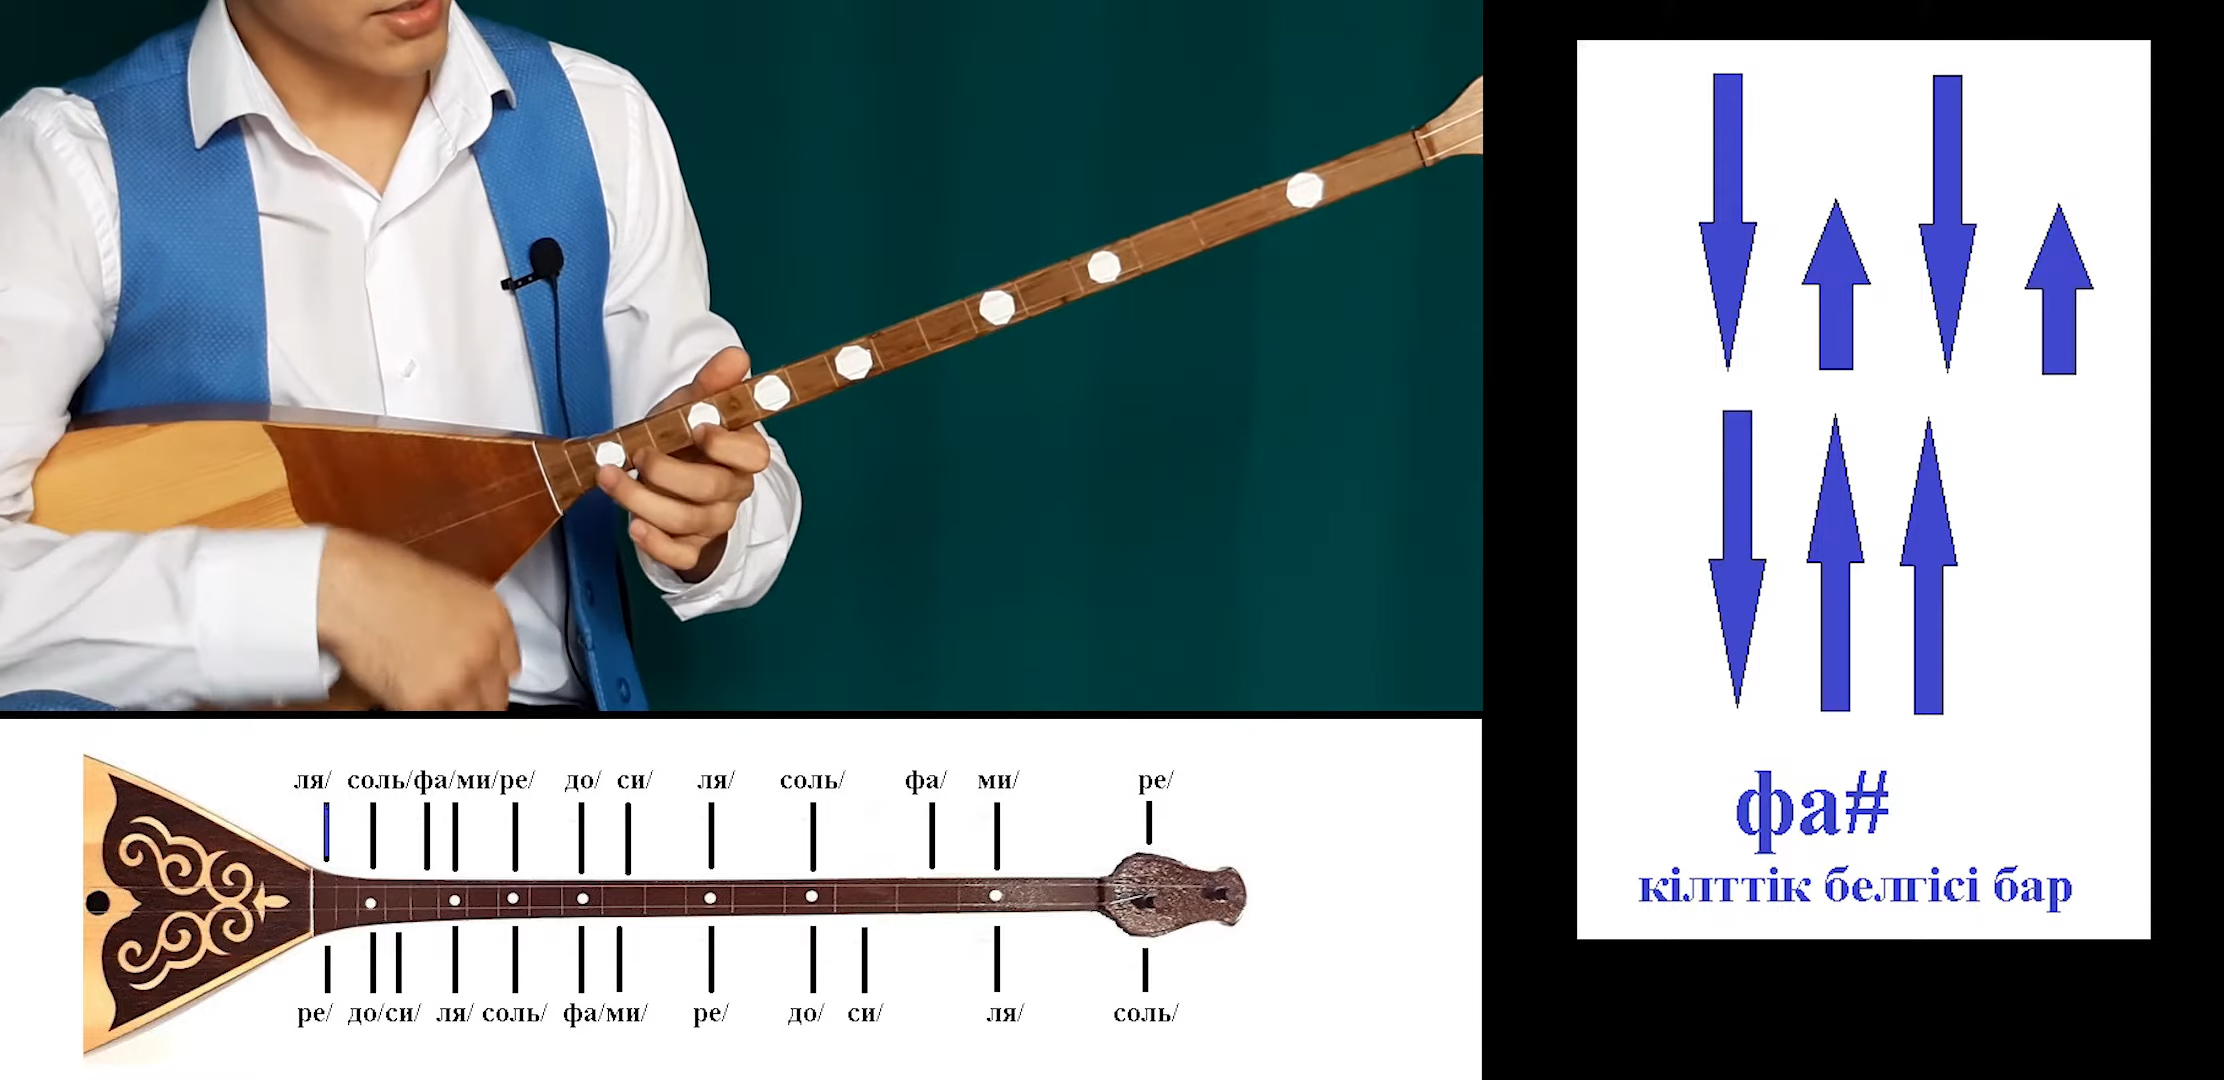 ля/ соль/фа/ми/ре/ до/ си/ ля/ соль/ фа/ ми/ ре/
ре/ до/си/ ля/ соль/ фа/ми/ ре/ до/ си/ ля/ соль/
фа#
кілттік белгісі бар